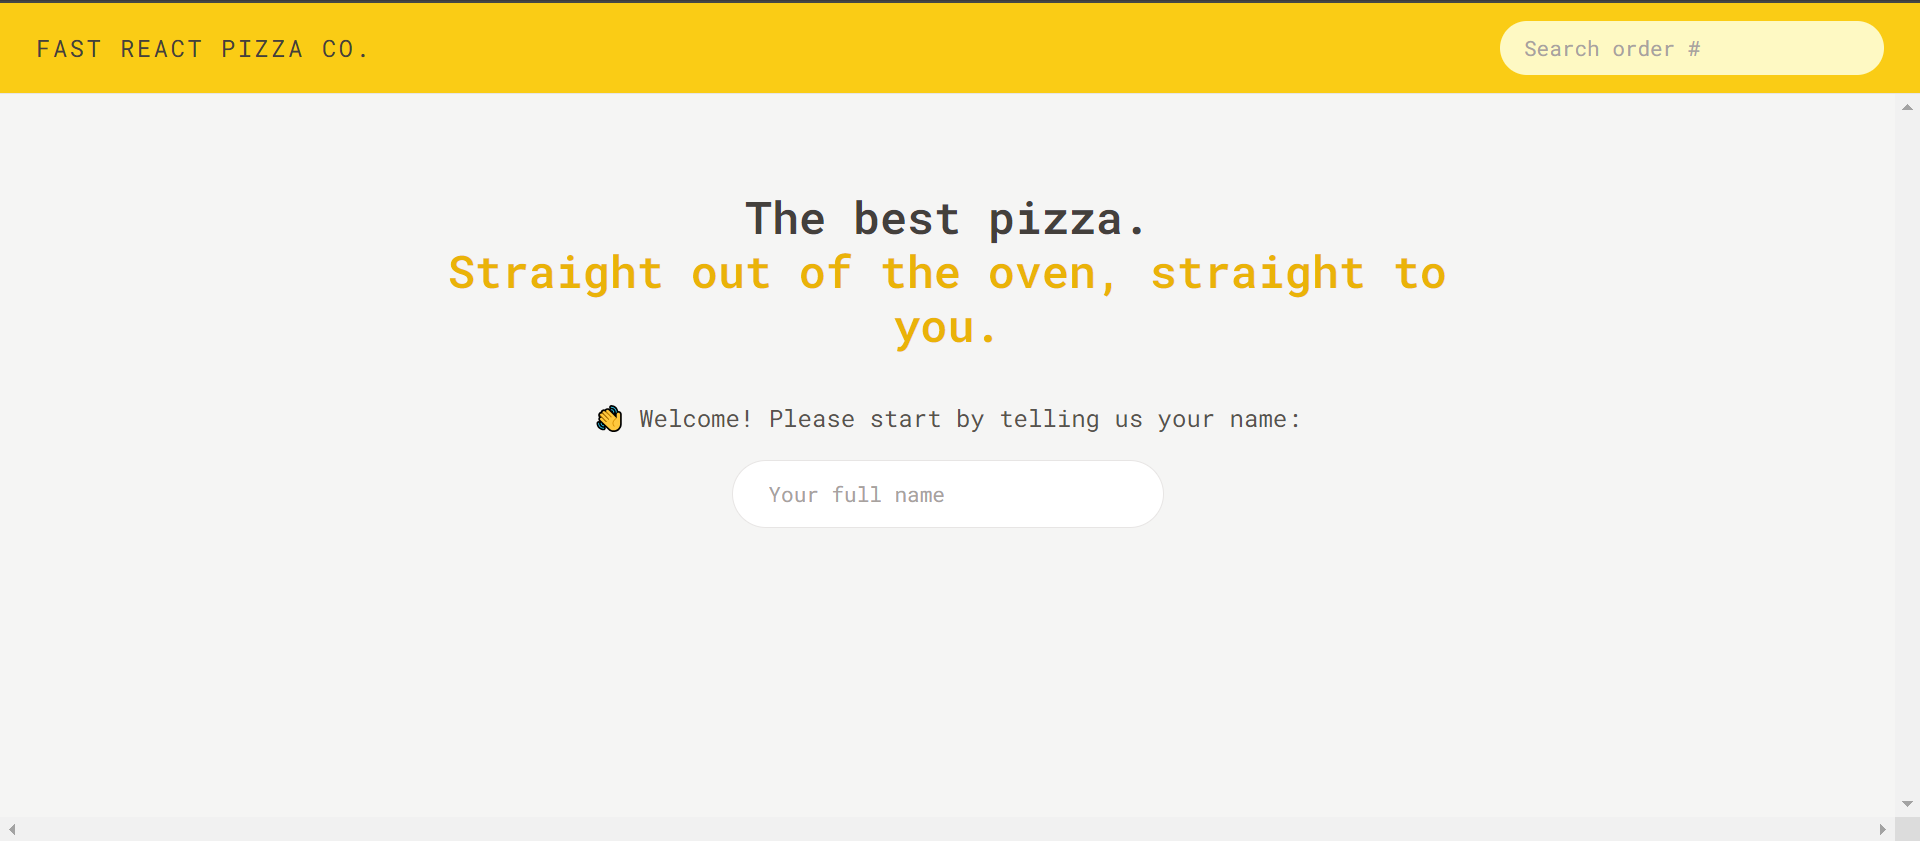 FAST REACT PIZZA CO.
Search order #
The best pizza.
Straight out of the oven, straight to
you.
👋 Welcome! Please start by telling us your name:
Your full name